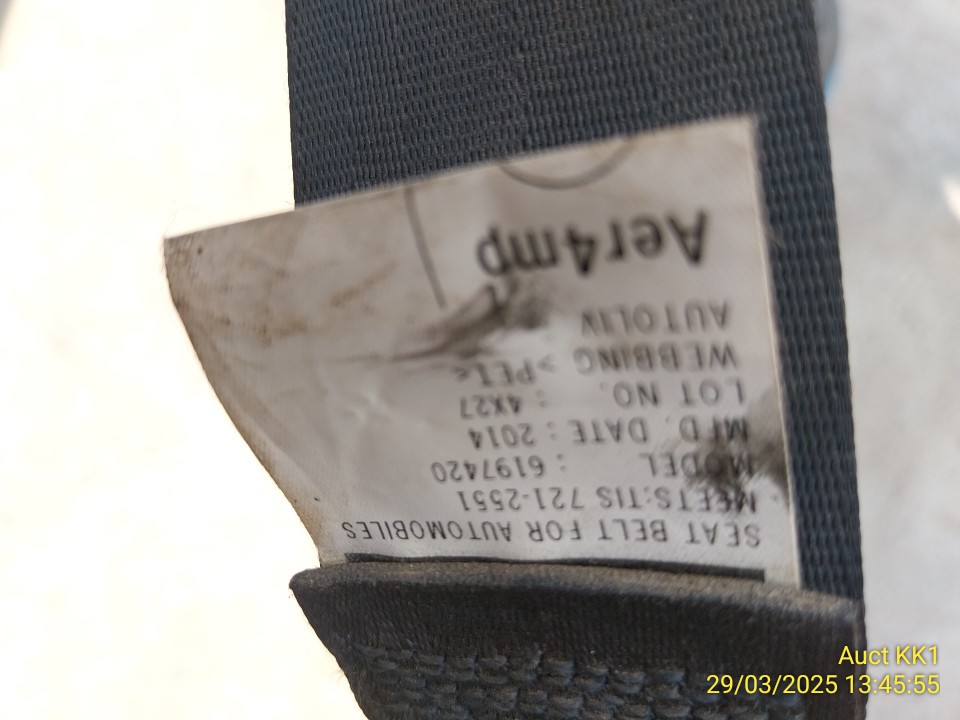 SEAT BELT FOR AUTOMOBILES
MEETS:TIS 721-2551
MODEL : 6197420
MFD. DATE : 2014
LOT NO. : 4X27
WEBBING >PET<
AUTOLIV
Aer4mp
Auct KK1
29/03/2025 13:45:55